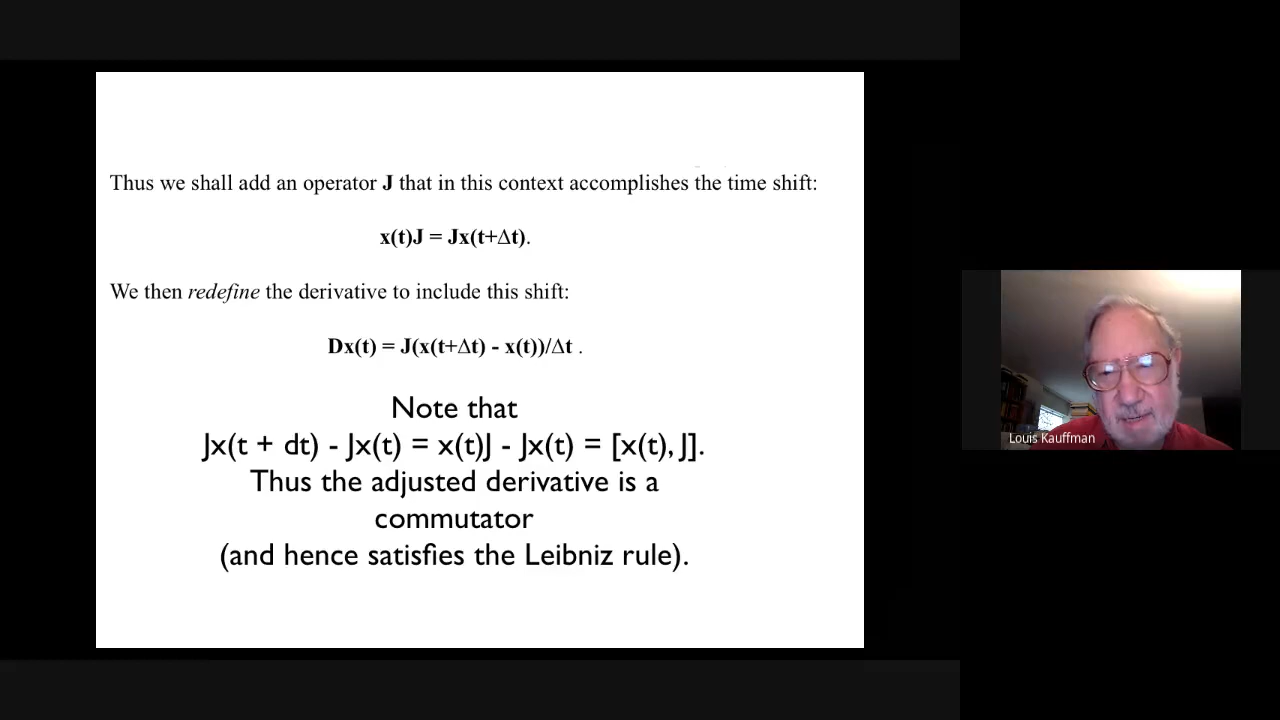 Thus we shall add an operator J that in this context accomplishes the time shift:
x(t)J = Jx(t+Δt).
We then redefine the derivative to include this shift:
Dx(t) = J(x(t+Δt) - x(t))/Δt .
Note that
Jx(t + dt) - Jx(t) = x(t)J - Jx(t) = [x(t), J].
Thus the adjusted derivative is a
commutator
(and hence satisfies the Leibniz rule).
Louis Kauffman